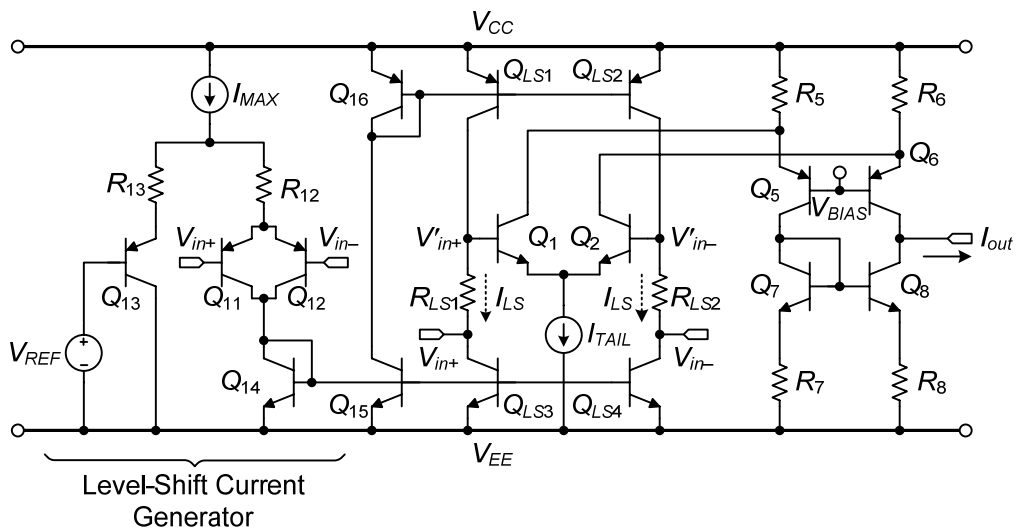 V_CC
I_MAX
Q_16
Q_LS1
Q_LS2
R_5
R_6
R_13
R_12
Q_5
Q_6
V_BIAS
V_in+
V_in–
V'_in+
Q_1
Q_2
V'_in–
I_out
Q_13
Q_11
Q_12
R_LS1
I_LS
I_LS
R_LS2
Q_7
Q_8
V_REF
+
–
V_in+
I_TAIL
V_in–
Q_14
Q_15
Q_LS3
Q_LS4
R_7
R_8
V_EE
Level-Shift Current
Generator